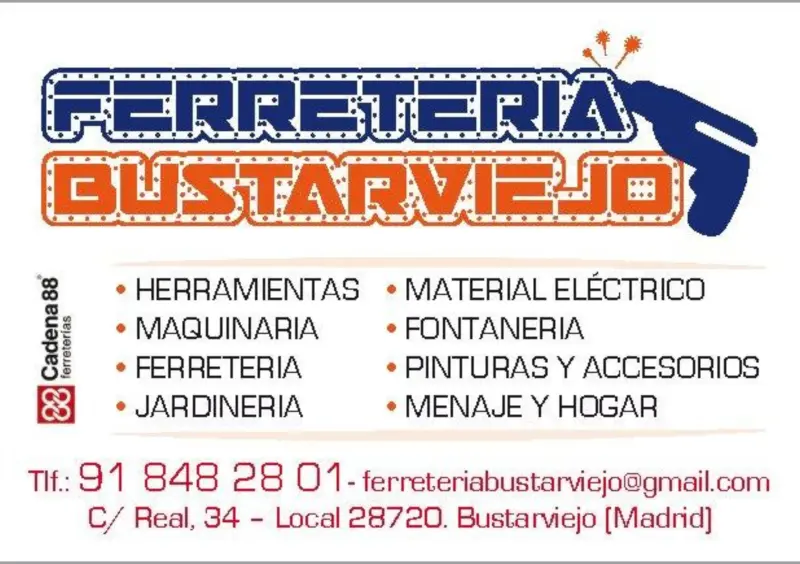 FERRETERIA
BUSTARVIEJO
Cadena88®
ferreterías
• HERRAMIENTAS
• MAQUINARIA
• FERRETERIA
• JARDINERIA
• MATERIAL ELÉCTRICO
• FONTANERIA
• PINTURAS Y ACCESORIOS
• MENAJE Y HOGAR
Tlf.: 91 848 28 01- ferreteriabustarviejo@gmail.com
C/ Real, 34 – Local 28720. Bustarviejo (Madrid)